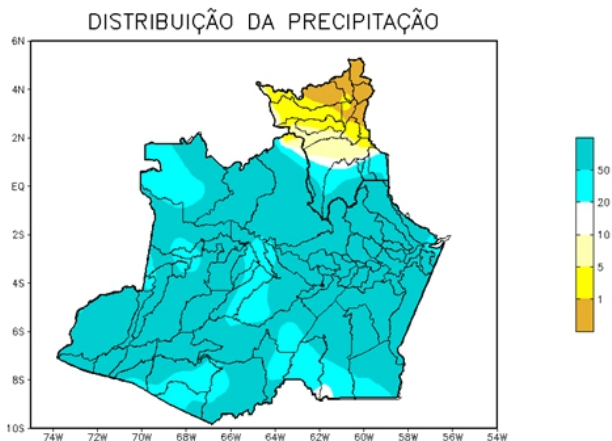 DISTRIBUIÇÃO DA PRECIPITAÇÃO
6N
4N
2N
EQ
2S
4S
6S
8S
10S
74W 72W 70W 68W 66W 64W 62W 60W 58W 56W 54W
50
20
10
5
1